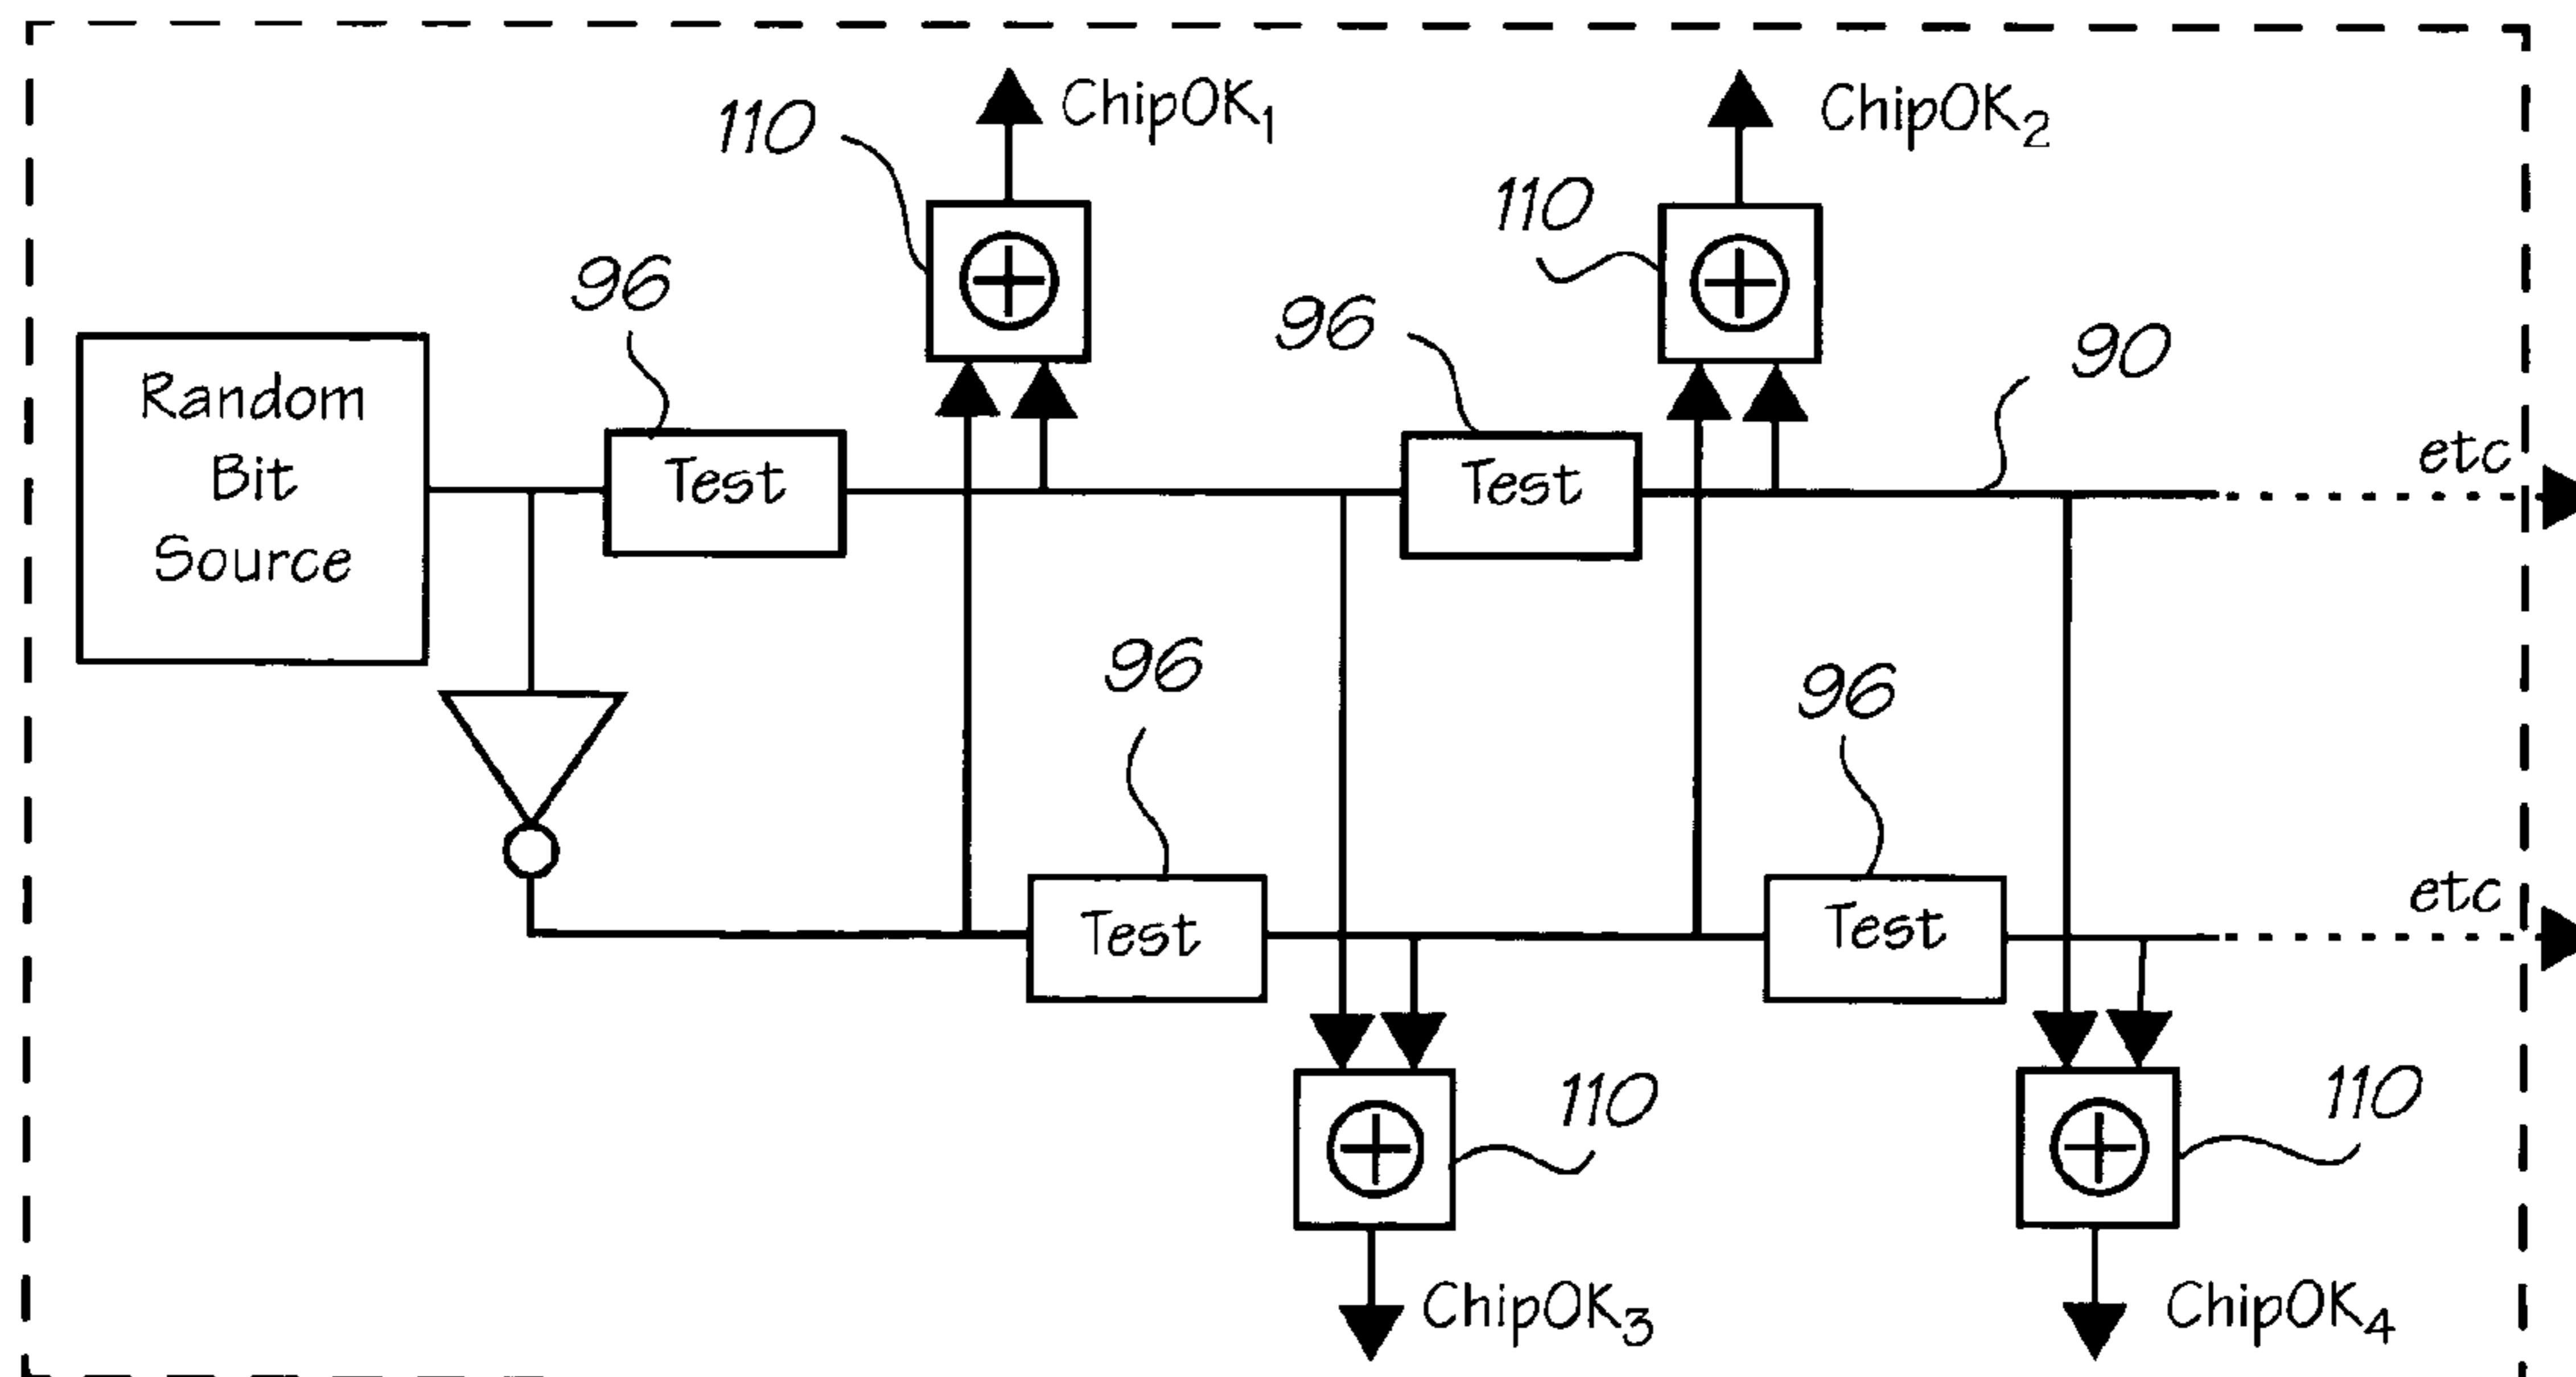 ChipOK1
110
ChipOK2
110
96
96
90
Random
Bit
Source
Test
Test
etc
96
96
etc
Test
Test
110
110
ChipOK3
ChipOK4